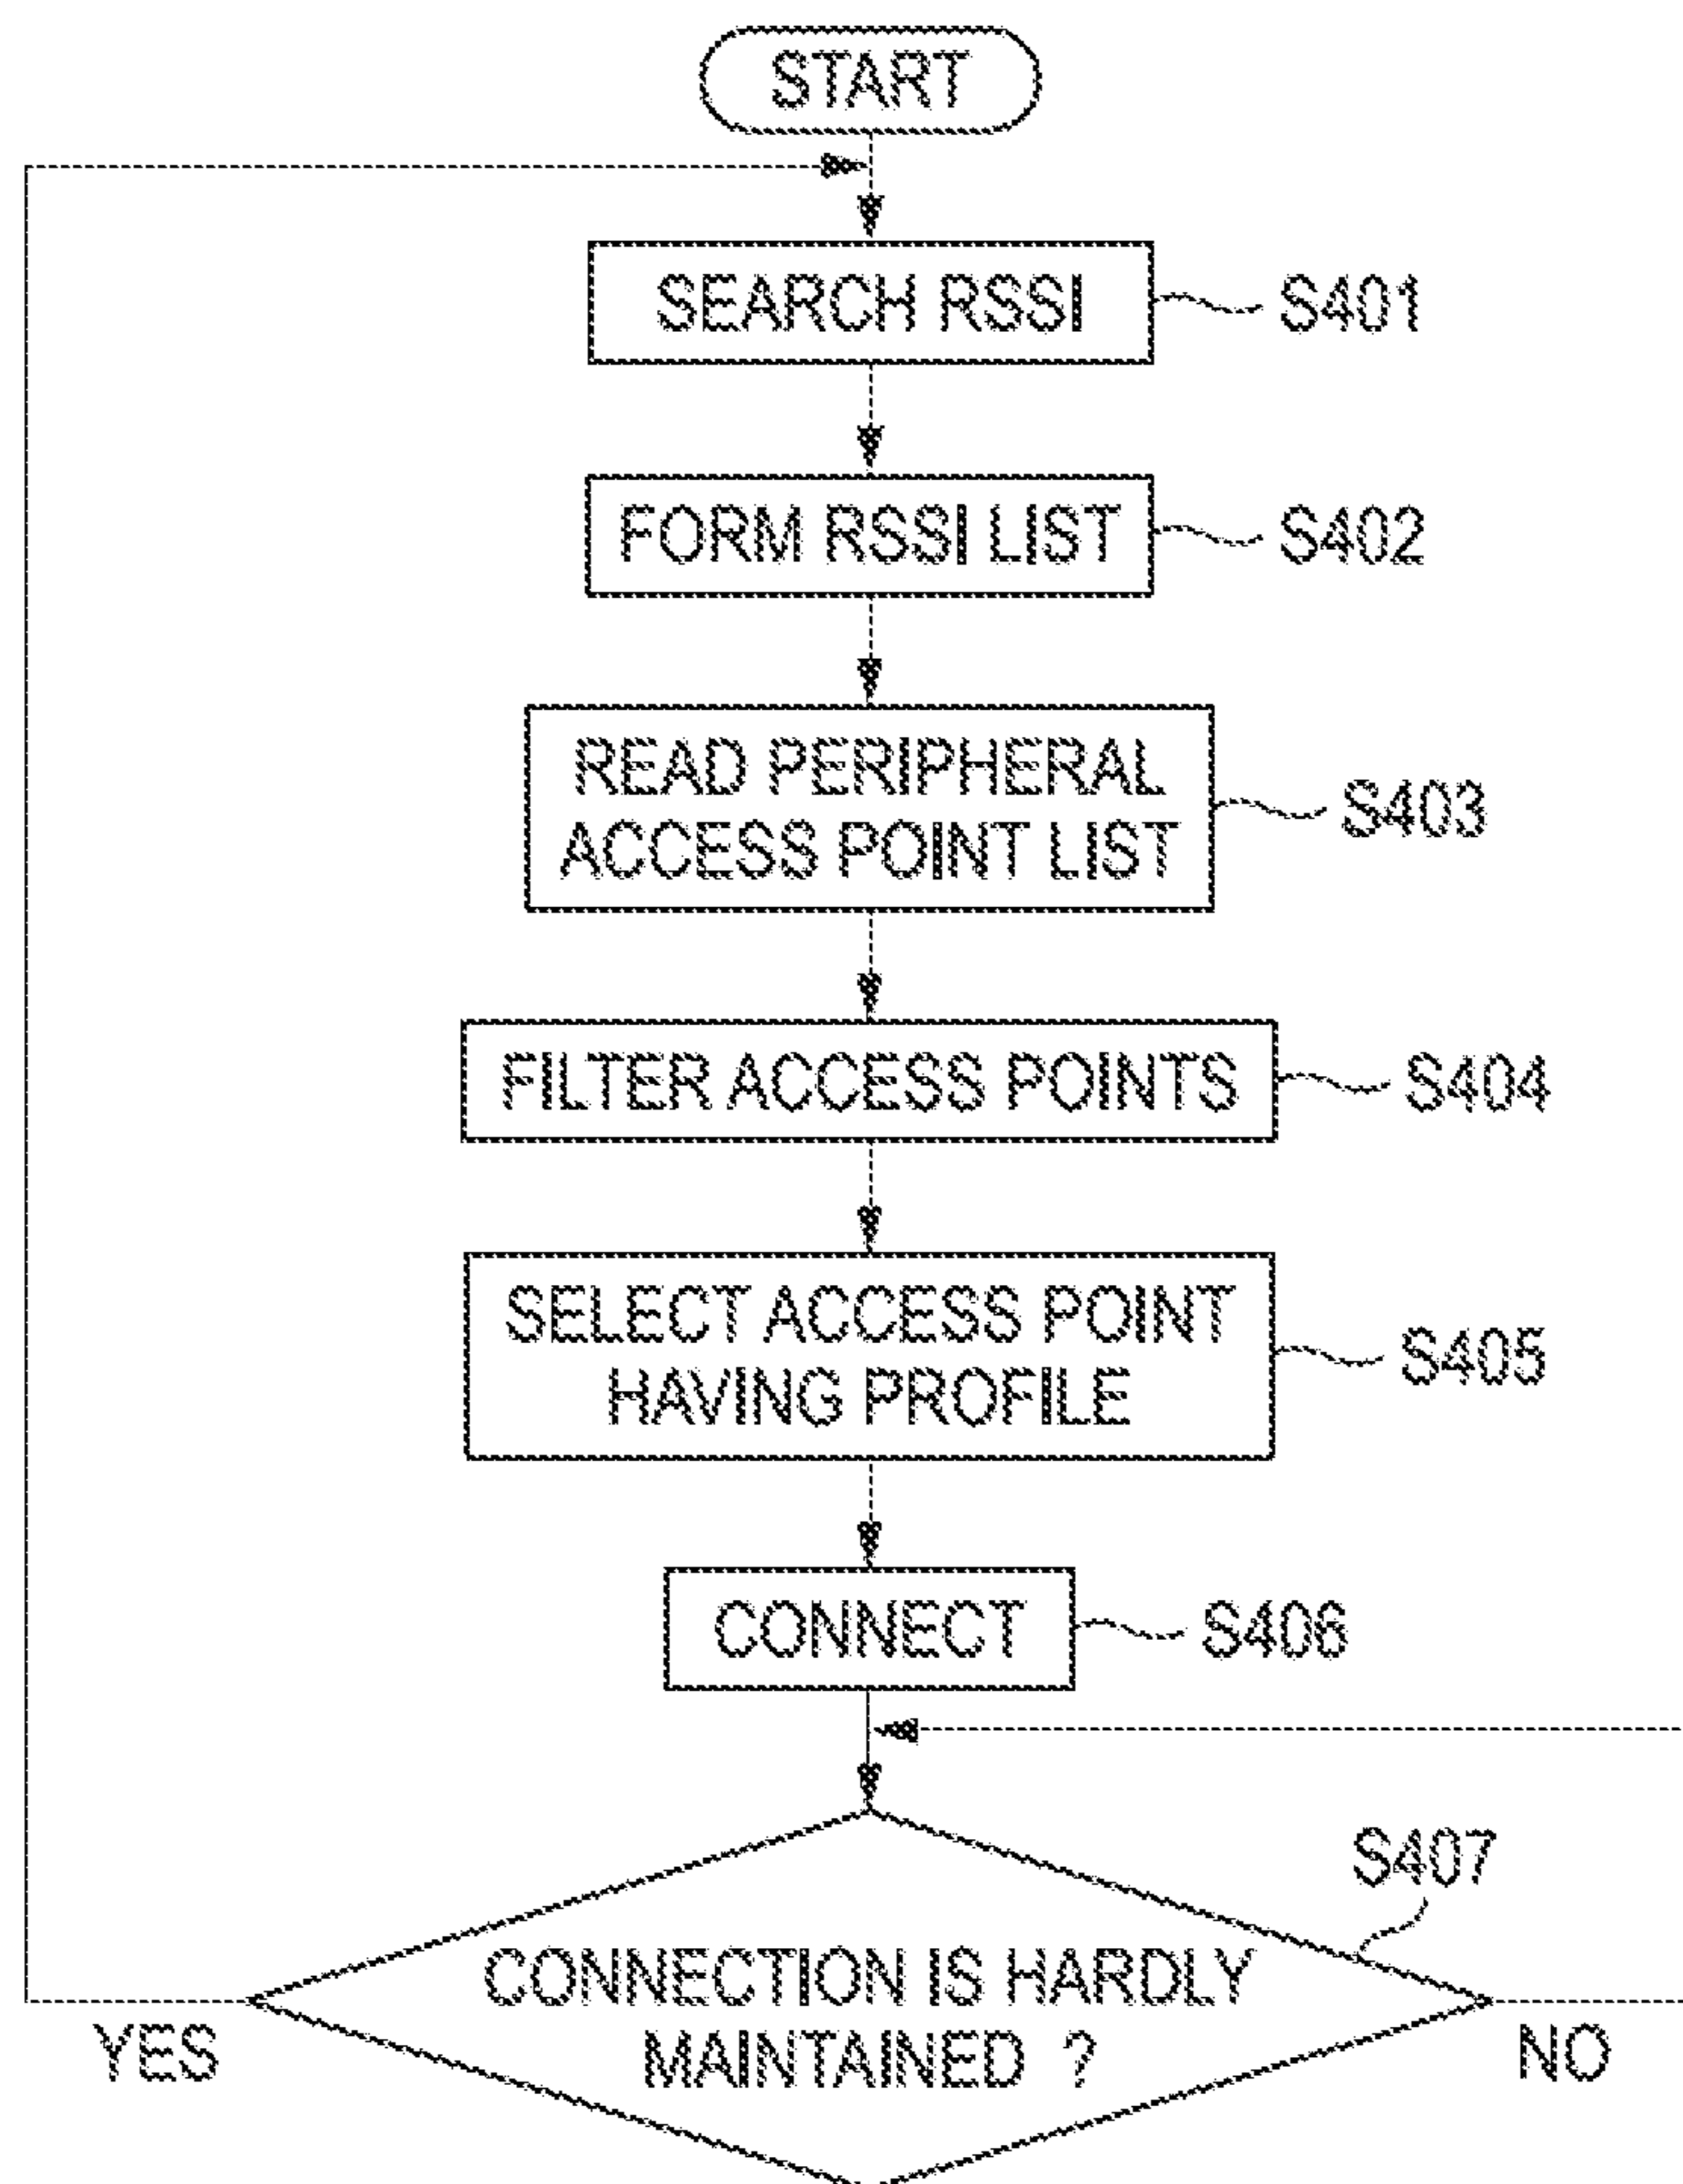 START
SEARCH RSSI
S401
FORM RSSI LIST
S402
READ PERIPHERAL
ACCESS POINT LIST
S403
FILTER ACCESS POINTS
S404
SELECT ACCESS POINT
HAVING PROFILE
S405
CONNECT
S406
S407
CONNECTION IS HARDLY
MAINTAINED ?
YES
NO